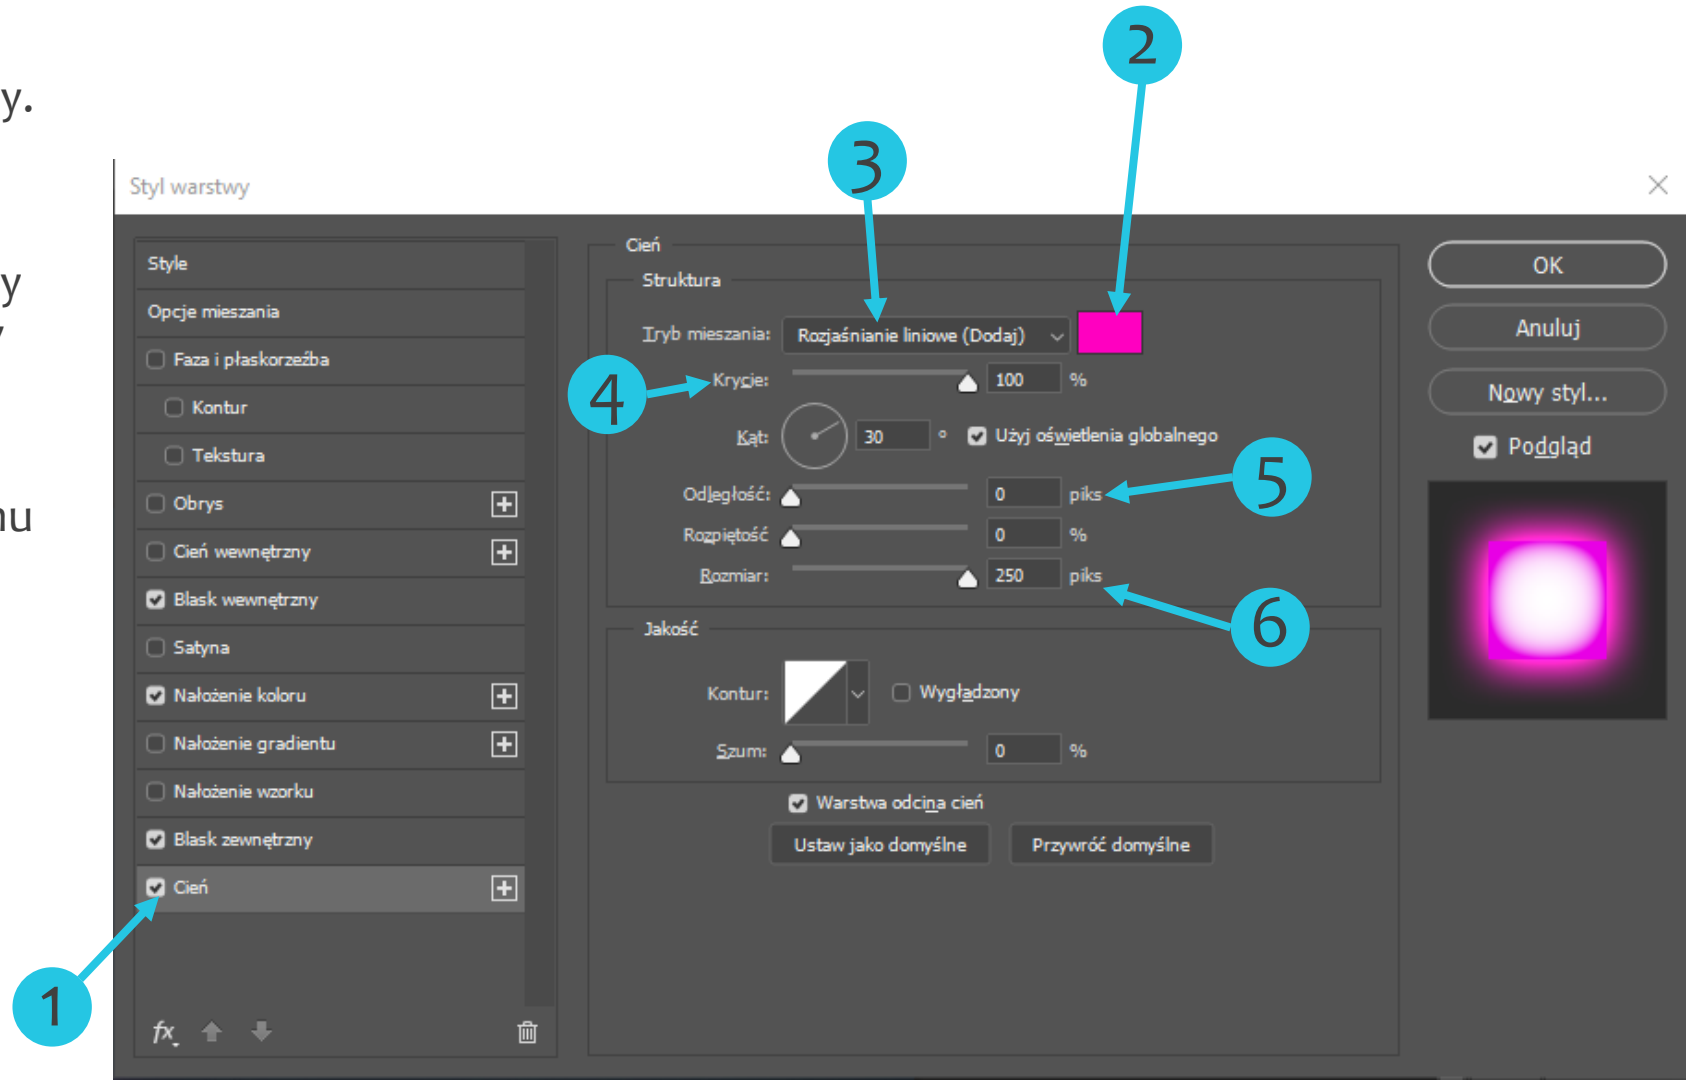 y.
y
nu
2
3
Styl warstwy
Style
Opcje mieszania
Faza i płaskorzeźba
Kontur
Tekstura
Obrys
Cień wewnętrzny
Blask wewnętrzny
Satyna
Nałożenie koloru
Nałożenie gradientu
Nałożenie wzorku
Blask zewnętrzny
Cień
1
fx
Cień
Struktura
Tryb mieszania: Rozjaśnianie liniowe (Dodaj)
4
Krycie: 100 %
Kąt: 30 ° Użyj oświetlenia globalnego
5
Odległość: 0 piks
Rozpiętość 0 %
Rozmiar: 250 piks
6
Jakość
Kontur: Wygładzony
Szum: 0 %
Warstwa odcina cień
Ustaw jako domyślne Przywróć domyślne
OK
Anuluj
Nowy styl...
Podgląd